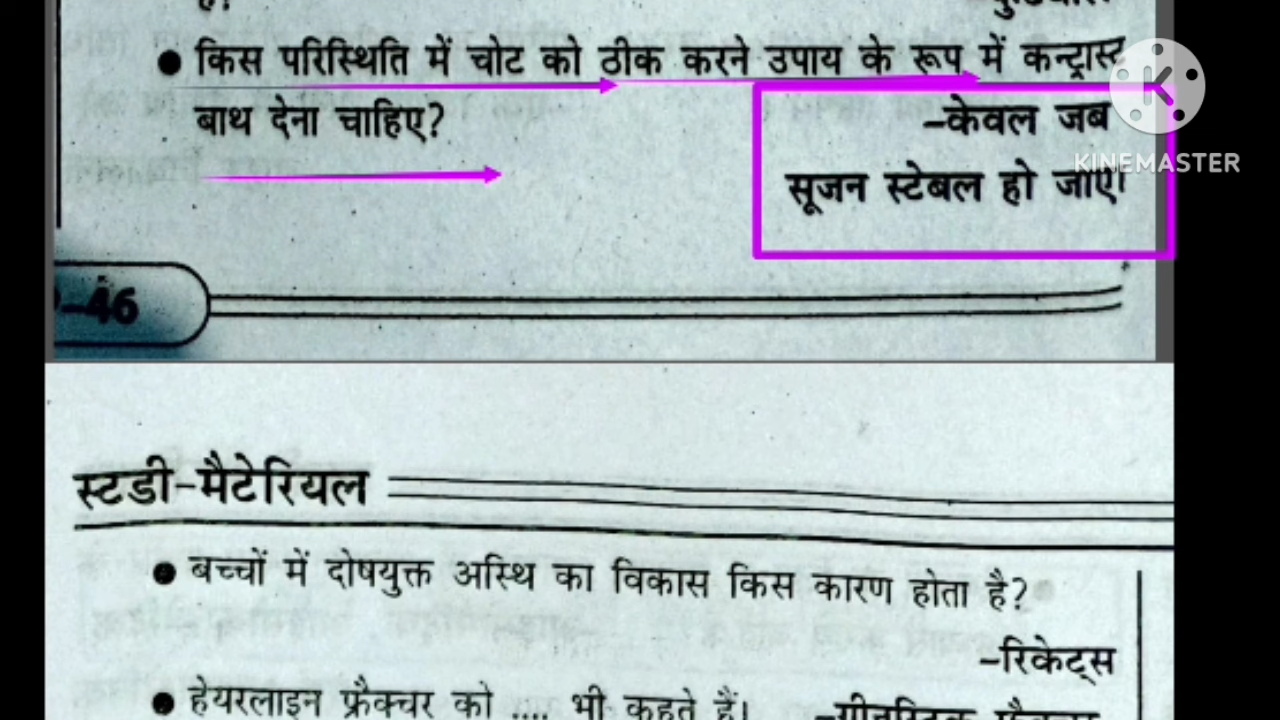 है?
● किस परिस्थिति में चोट को ठीक करने उपाय के रूप में कन्ट्रास्ट
बाथ देना चाहिए?
-केवल जब
सूजन स्टेबल हो जाए।
K
KINEMASTER
-46
स्टडी-मैटेरियल
● बच्चों में दोषयुक्त अस्थि का विकास किस कारण होता है?
-रिकेट्स
● हेयरलाइन फ्रैक्चर को .... भी कहते हैं।